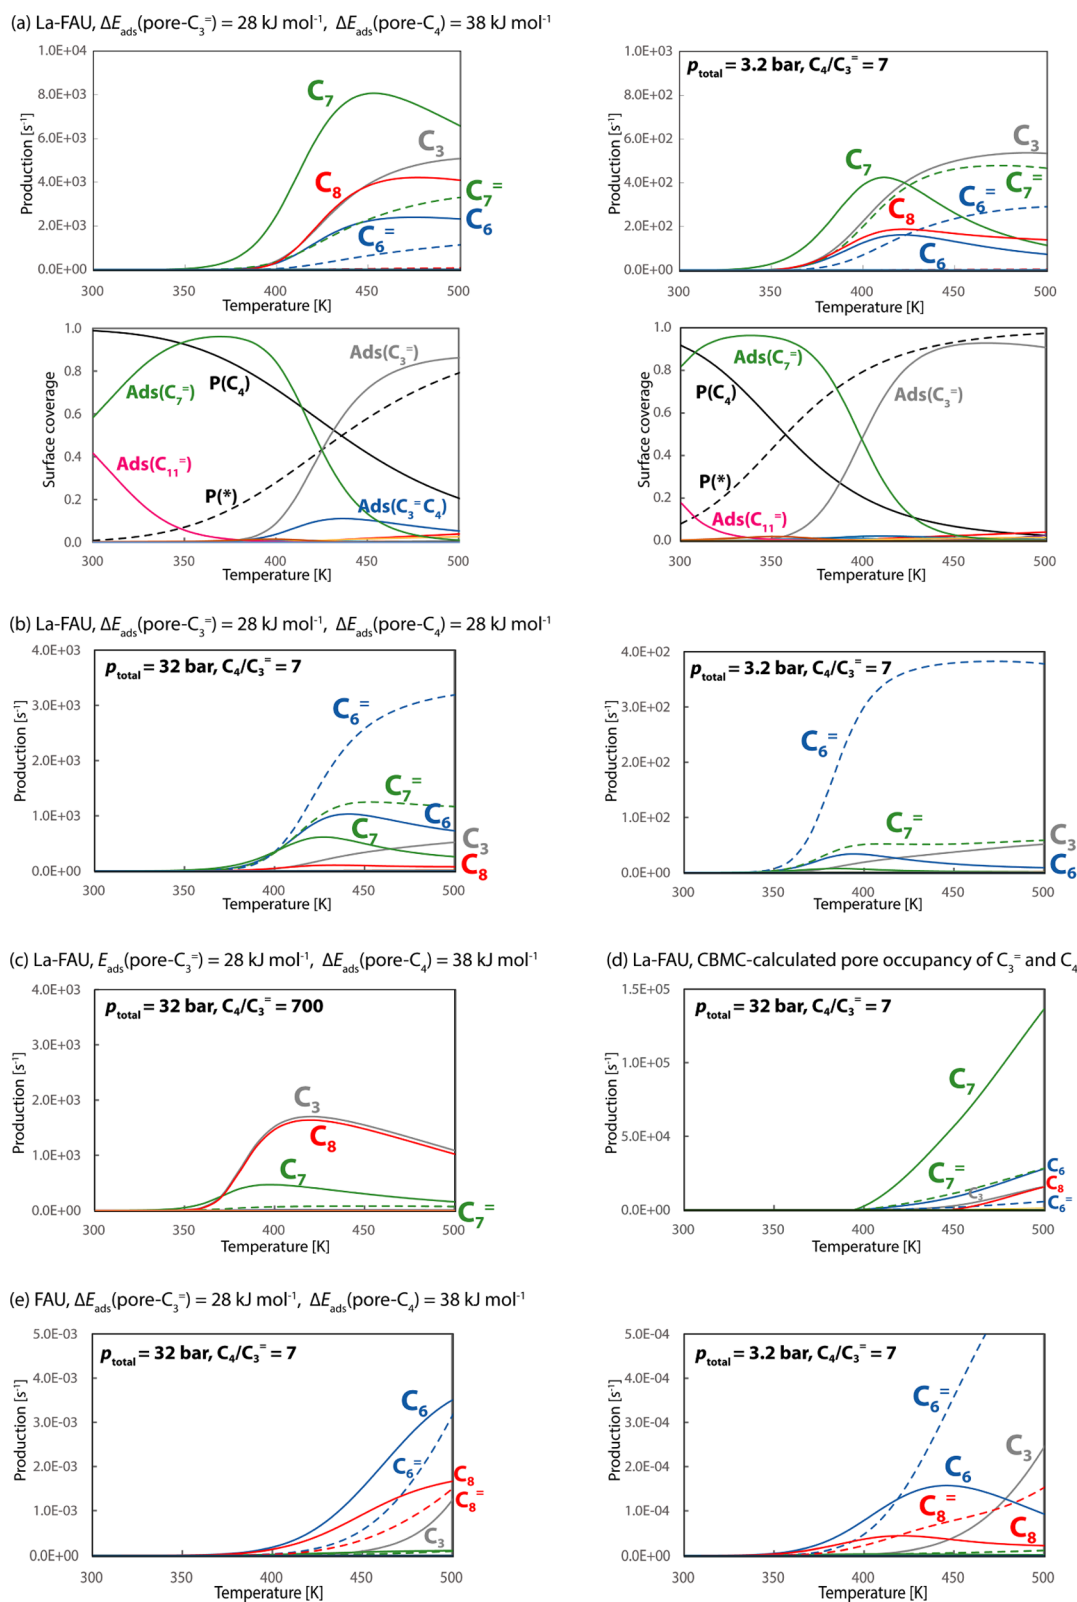 (a) La-FAU, ΔE_ads(pore-C₃⁼) = 28 kJ mol⁻¹, ΔE_ads(pore-C₄) = 38 kJ mol⁻¹
1.0E+04
8.0E+03
6.0E+03
4.0E+03
2.0E+03
0.0E+00
Production [s⁻¹]
C₇
C₃
C₈
C₇⁼
C₆
C₆⁼
300 350 400 450 500
Temperature [K]
p_total = 3.2 bar, C₄/C₃⁼ = 7
1.0E+03
8.0E+02
6.0E+02
4.0E+02
2.0E+02
0.0E+00
Production [s⁻¹]
C₇
C₃
C₇⁼
C₆⁼
C₈
C₆
300 350 400 450 500
Temperature [K]
1.0
0.8
0.6
0.4
0.2
0.0
Surface coverage
Ads(C₃⁼)
P(C₄)
Ads(C₇⁼)
Ads(C₁₁⁼)
P(*)
Ads(C₃⁼C₄)
300 350 400 450 500
Temperature [K]
1.0
0.8
0.6
0.4
0.2
0.0
Surface coverage
Ads(C₇⁼)
P(C₄)
Ads(C₃⁼)
P(*)
Ads(C₁₁⁼)
300 350 400 450 500
Temperature [K]
(b) La-FAU, ΔE_ads(pore-C₃⁼) = 28 kJ mol⁻¹, ΔE_ads(pore-C₄) = 28 kJ mol⁻¹
p_total = 32 bar, C₄/C₃⁼ = 7
4.0E+03
3.0E+03
2.0E+03
1.0E+03
0.0E+00
Production [s⁻¹]
C₆⁼
C₇⁼
C₆
C₇
C₃
C₈
300 350 400 450 500
Temperature [K]
p_total = 3.2 bar, C₄/C₃⁼ = 7
4.0E+02
3.0E+02
2.0E+02
1.0E+02
0.0E+00
Production [s⁻¹]
C₆⁼
C₇⁼
C₃
C₆
300 350 400 450 500
Temperature [K]
(c) La-FAU, E_ads(pore-C₃⁼) = 28 kJ mol⁻¹, ΔE_ads(pore-C₄) = 38 kJ mol⁻¹
p_total = 32 bar, C₄/C₃⁼ = 700
4.0E+03
3.0E+03
2.0E+03
1.0E+03
0.0E+00
Production [s⁻¹]
C₃
C₈
C₇
C₇⁼
300 350 400 450 500
Temperature [K]
(d) La-FAU, CBMC-calculated pore occupancy of C₃⁼ and C₄
p_total = 32 bar, C₄/C₃⁼ = 7
1.5E+05
1.0E+05
5.0E+04
0.0E+00
Production [s⁻¹]
C₇
C₇⁼
C₆
C₈
C₃
C₆⁼
300 350 400 450 500
Temperature [K]
(e) FAU, ΔE_ads(pore-C₃⁼) = 28 kJ mol⁻¹, ΔE_ads(pore-C₄) = 38 kJ mol⁻¹
p_total = 32 bar, C₄/C₃⁼ = 7
5.0E-03
4.0E-03
3.0E-03
2.0E-03
1.0E-03
0.0E+00
Production [s⁻¹]
C₆
C₆⁼
C₈
C₈⁼
C₃
300 350 400 450 500
Temperature [K]
p_total = 3.2 bar, C₄/C₃⁼ = 7
5.0E-04
4.0E-04
3.0E-04
2.0E-04
1.0E-04
0.0E+00
Production [s⁻¹]
C₆⁼
C₃
C₆
C₈⁼
C₈
300 350 400 450 500
Temperature [K]